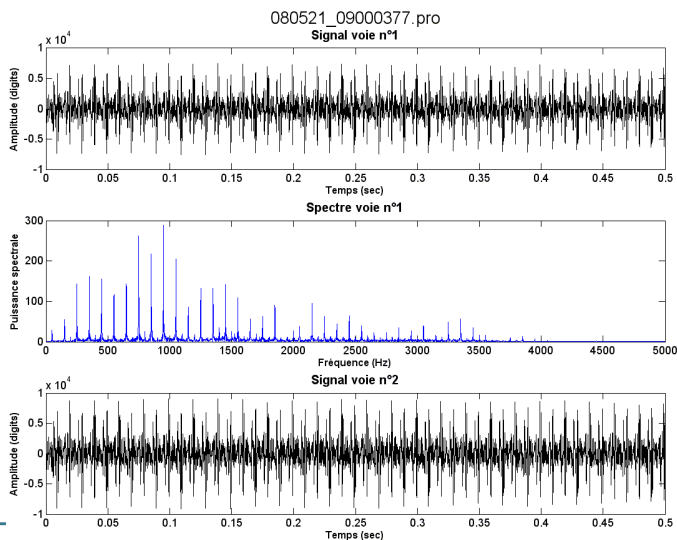 080521_09000377.pro
Signal voie n°1
x 10⁴
1
0.5
0
-0.5
-1
Amplitude (digits)
0 0.05 0.1 0.15 0.2 0.25 0.3 0.35 0.4 0.45 0.5
Temps (sec)
Spectre voie n°1
300
200
100
0
Puissance spectrale
0 500 1000 1500 2000 2500 3000 3500 4000 4500 5000
Fréquence (Hz)
Signal voie n°2
x 10⁴
1
0.5
0
-0.5
-1
Amplitude (digits)
0 0.05 0.1 0.15 0.2 0.25 0.3 0.35 0.4 0.45 0.5
Temps (sec)